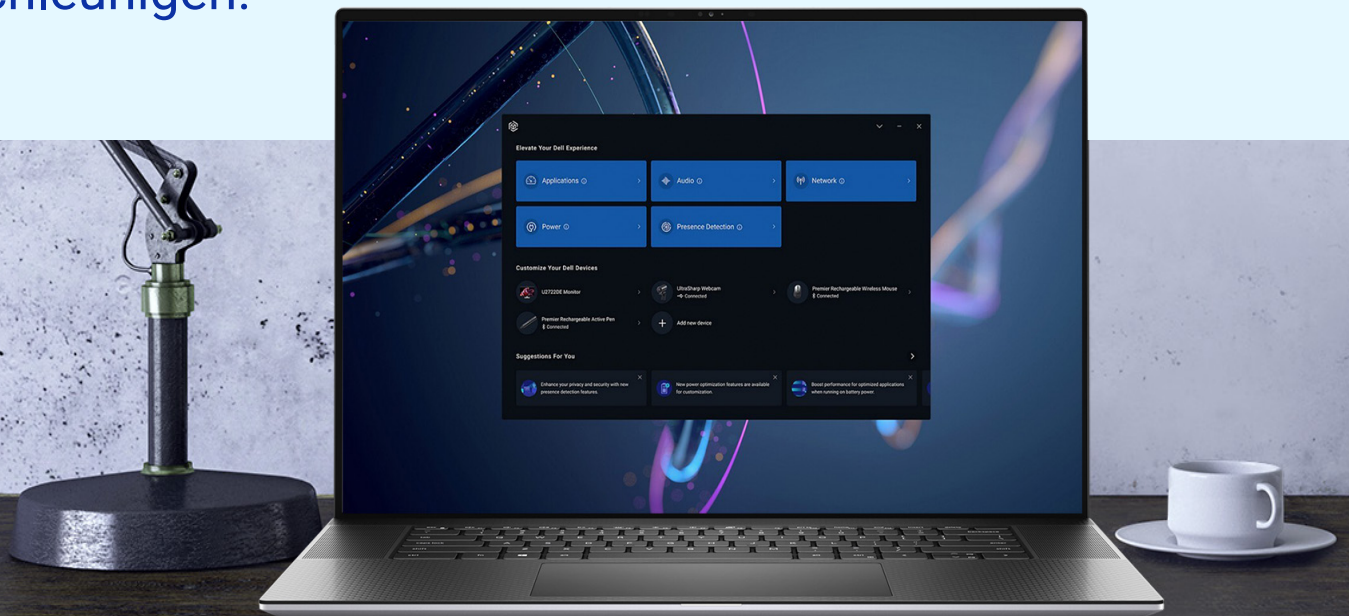 Elevate Your Dell Experience
Applications
Audio
Network
Power
Presence Detection
Customize Your Dell Devices
U2722DE Monitor
UltraSharp Webcam
Connected
Premier Rechargeable Wireless Mouse
Connected
Premier Rechargeable Active Pen
Connected
Add new device
Suggestions For You
Enhance your privacy and security with new
presence detection features
New power optimization features are available
for customization
Boost performance for optimized applications
when running on battery power